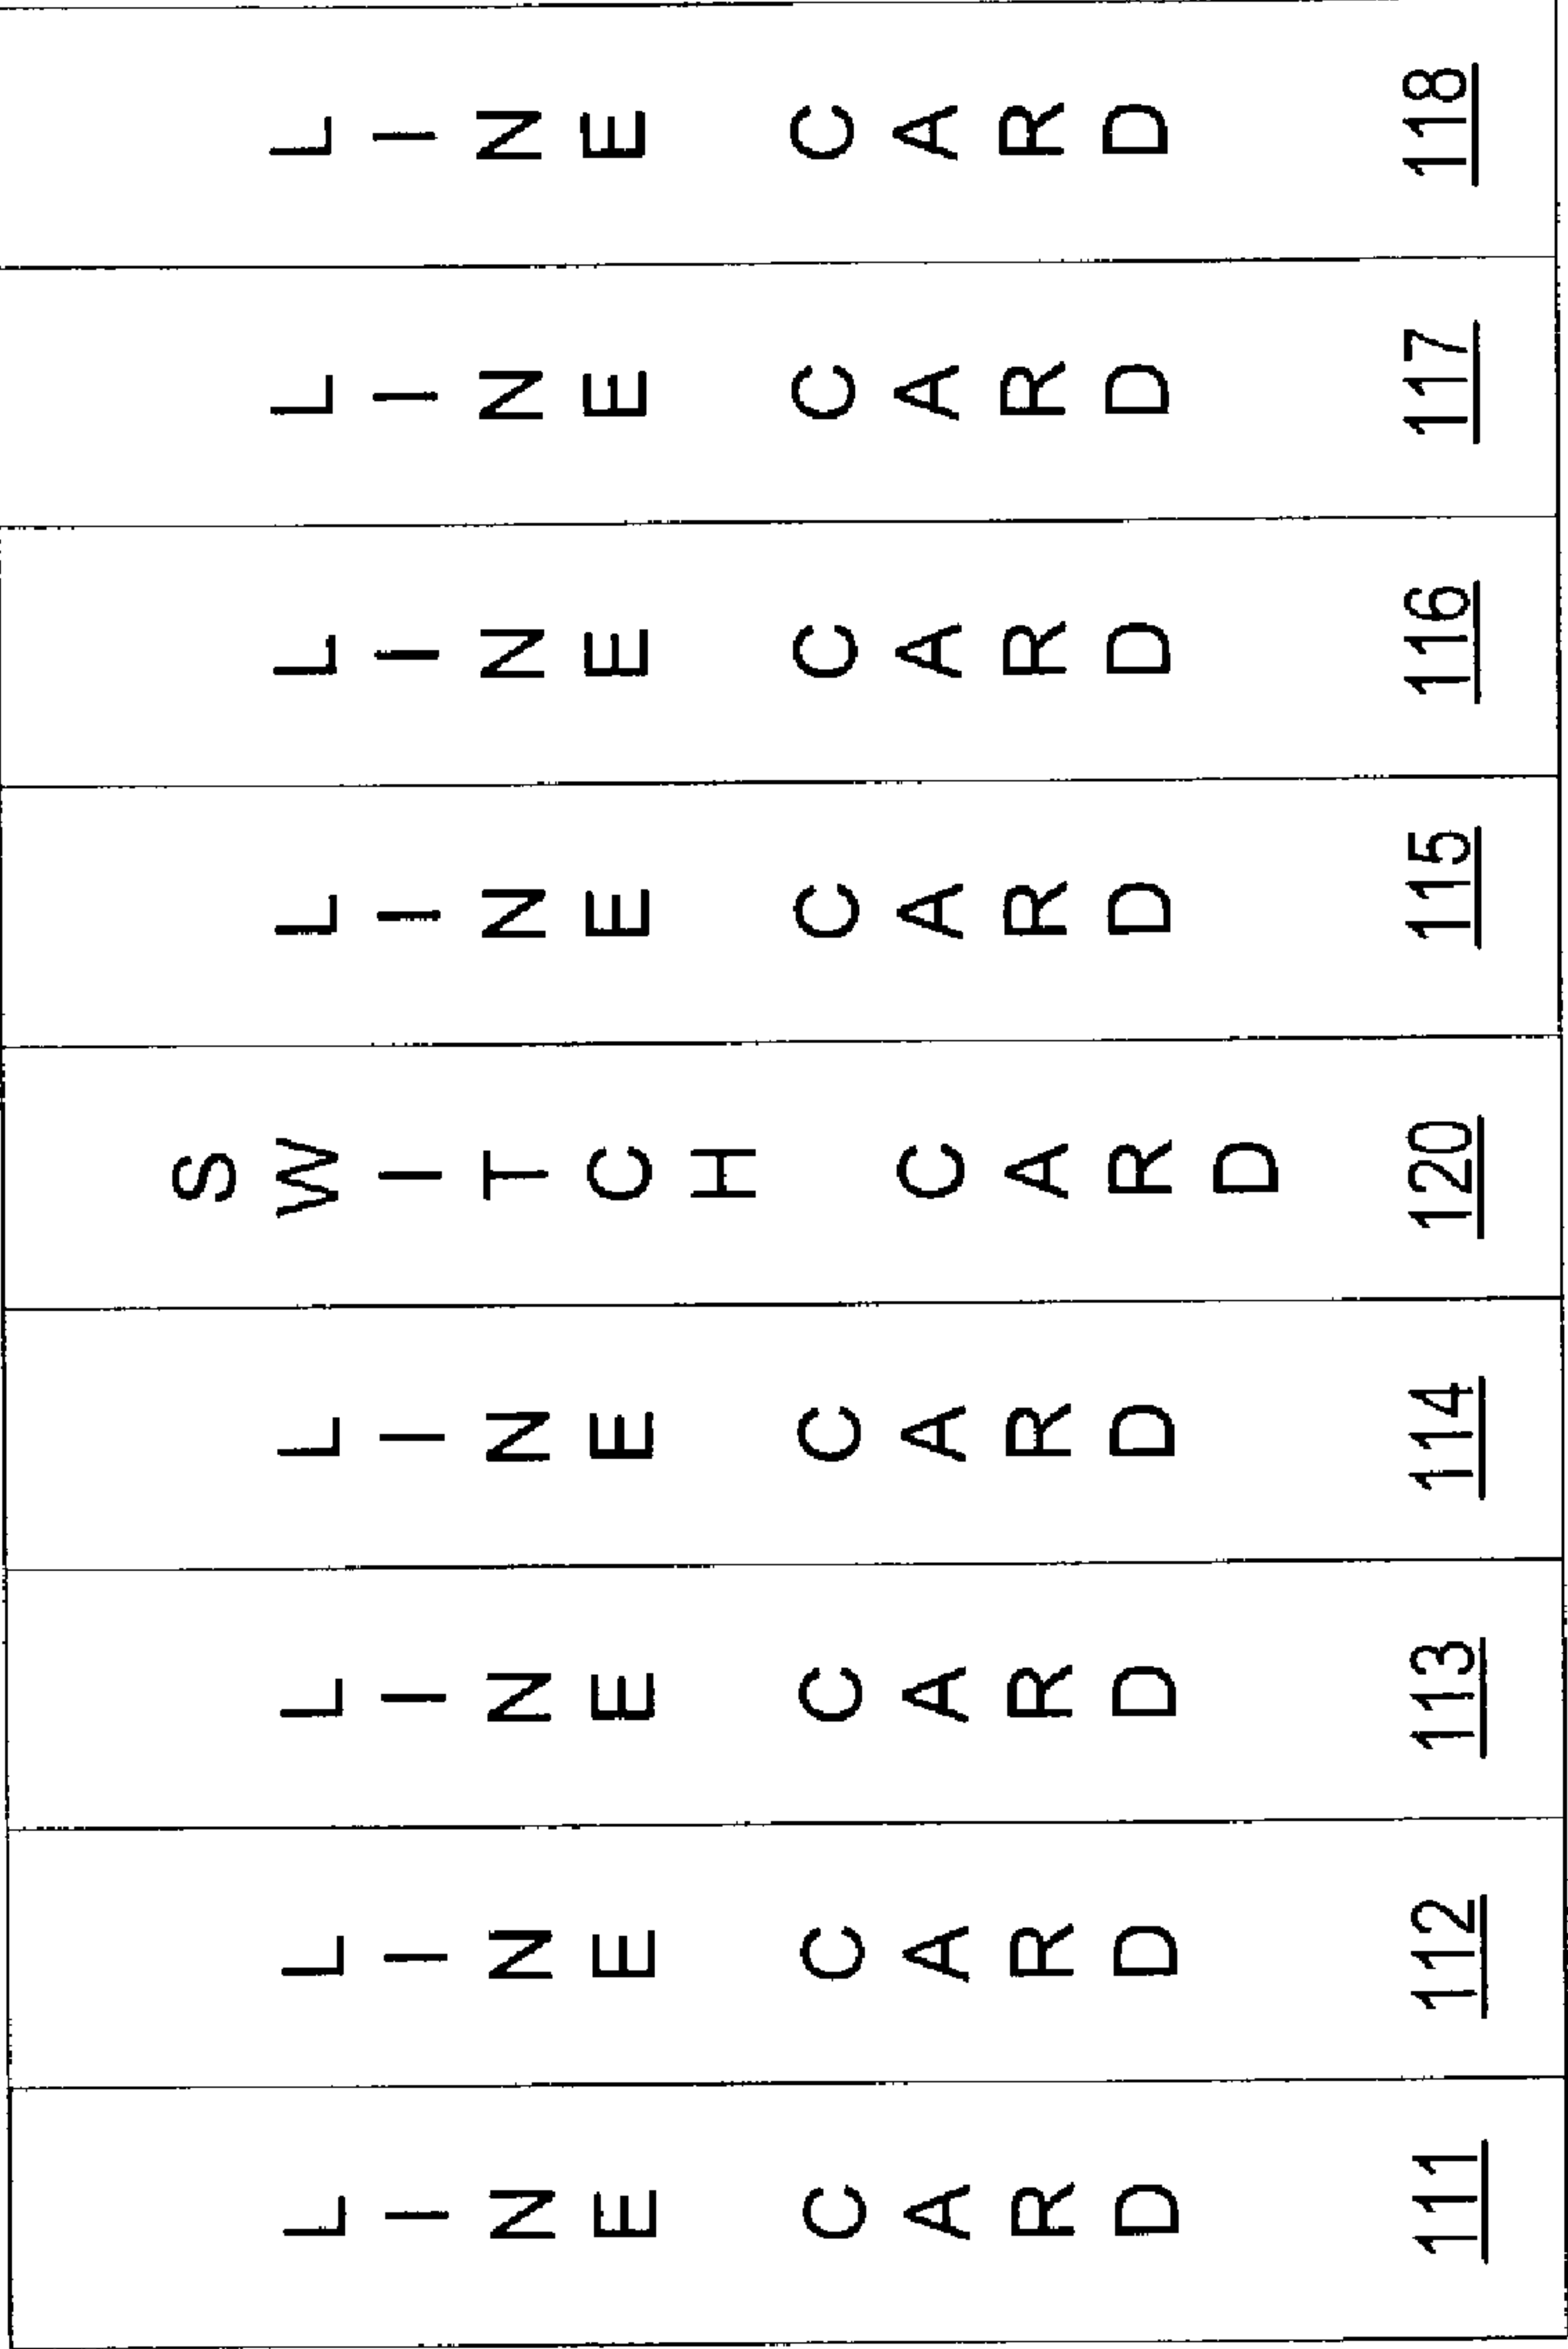 LINE CARD 111
LINE CARD 112
LINE CARD 113
LINE CARD 114
SWITCH CARD 120
LINE CARD 115
LINE CARD 116
LINE CARD 117
LINE CARD 118